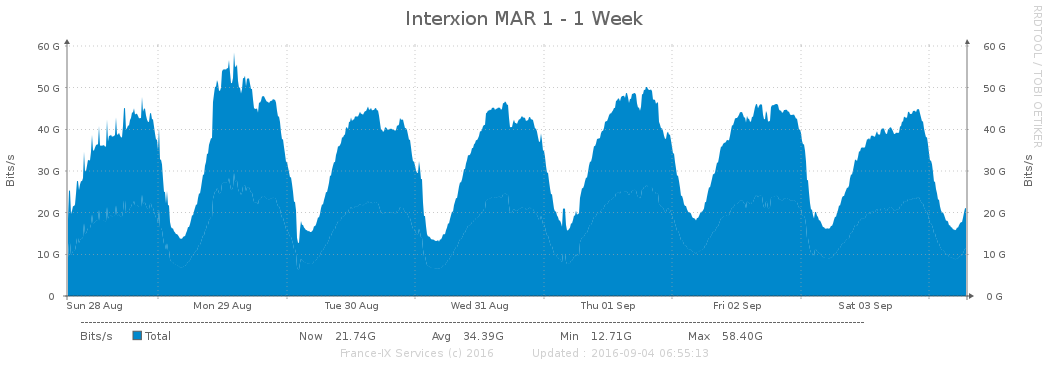 Interxion MAR 1 - 1 Week
RRDTOOL / TOBI OETIKER
60 G 60 G
50 G 50 G
40 G 40 G
30 G 30 G
20 G 20 G
10 G 10 G
0 0 G
Bits/s Bits/s
Sun 28 Aug Mon 29 Aug Tue 30 Aug Wed 31 Aug Thu 01 Sep Fri 02 Sep Sat 03 Sep
Bits/s Total Now 21.74G Avg 34.39G Min 12.71G Max 58.40G
France-IX Services (c) 2016 Updated : 2016-09-04 06:55:13